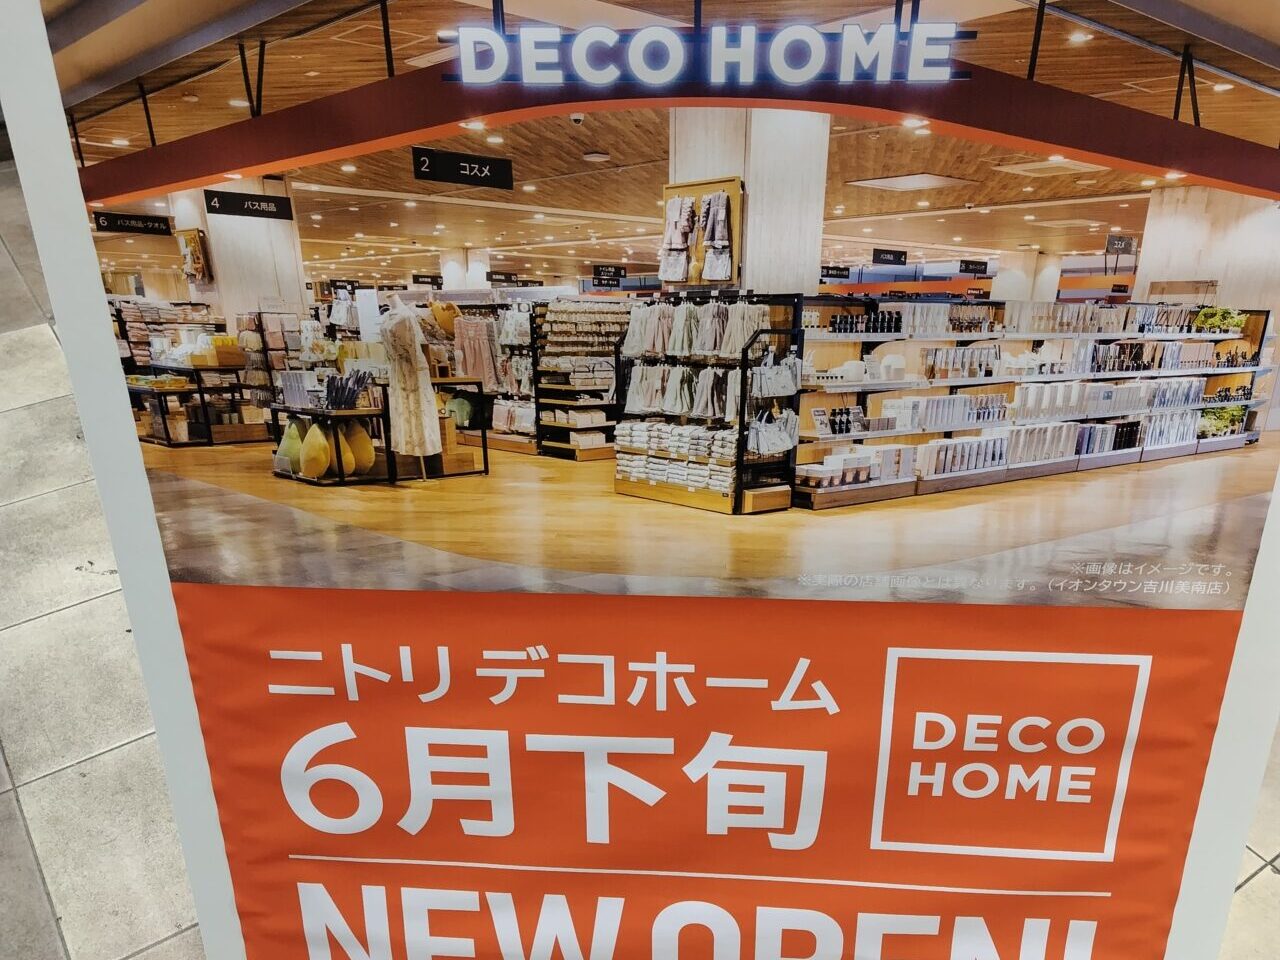 DECO HOME
2 コスメ
4 バス用品
6 バス用品・タオル
コスメ
※画像はイメージです。
※実際の店舗画像とは異なります。(イオンタウン吉川美南店)
ニトリ デコホーム
6月下旬
DECO
HOME
NEW OPEN!